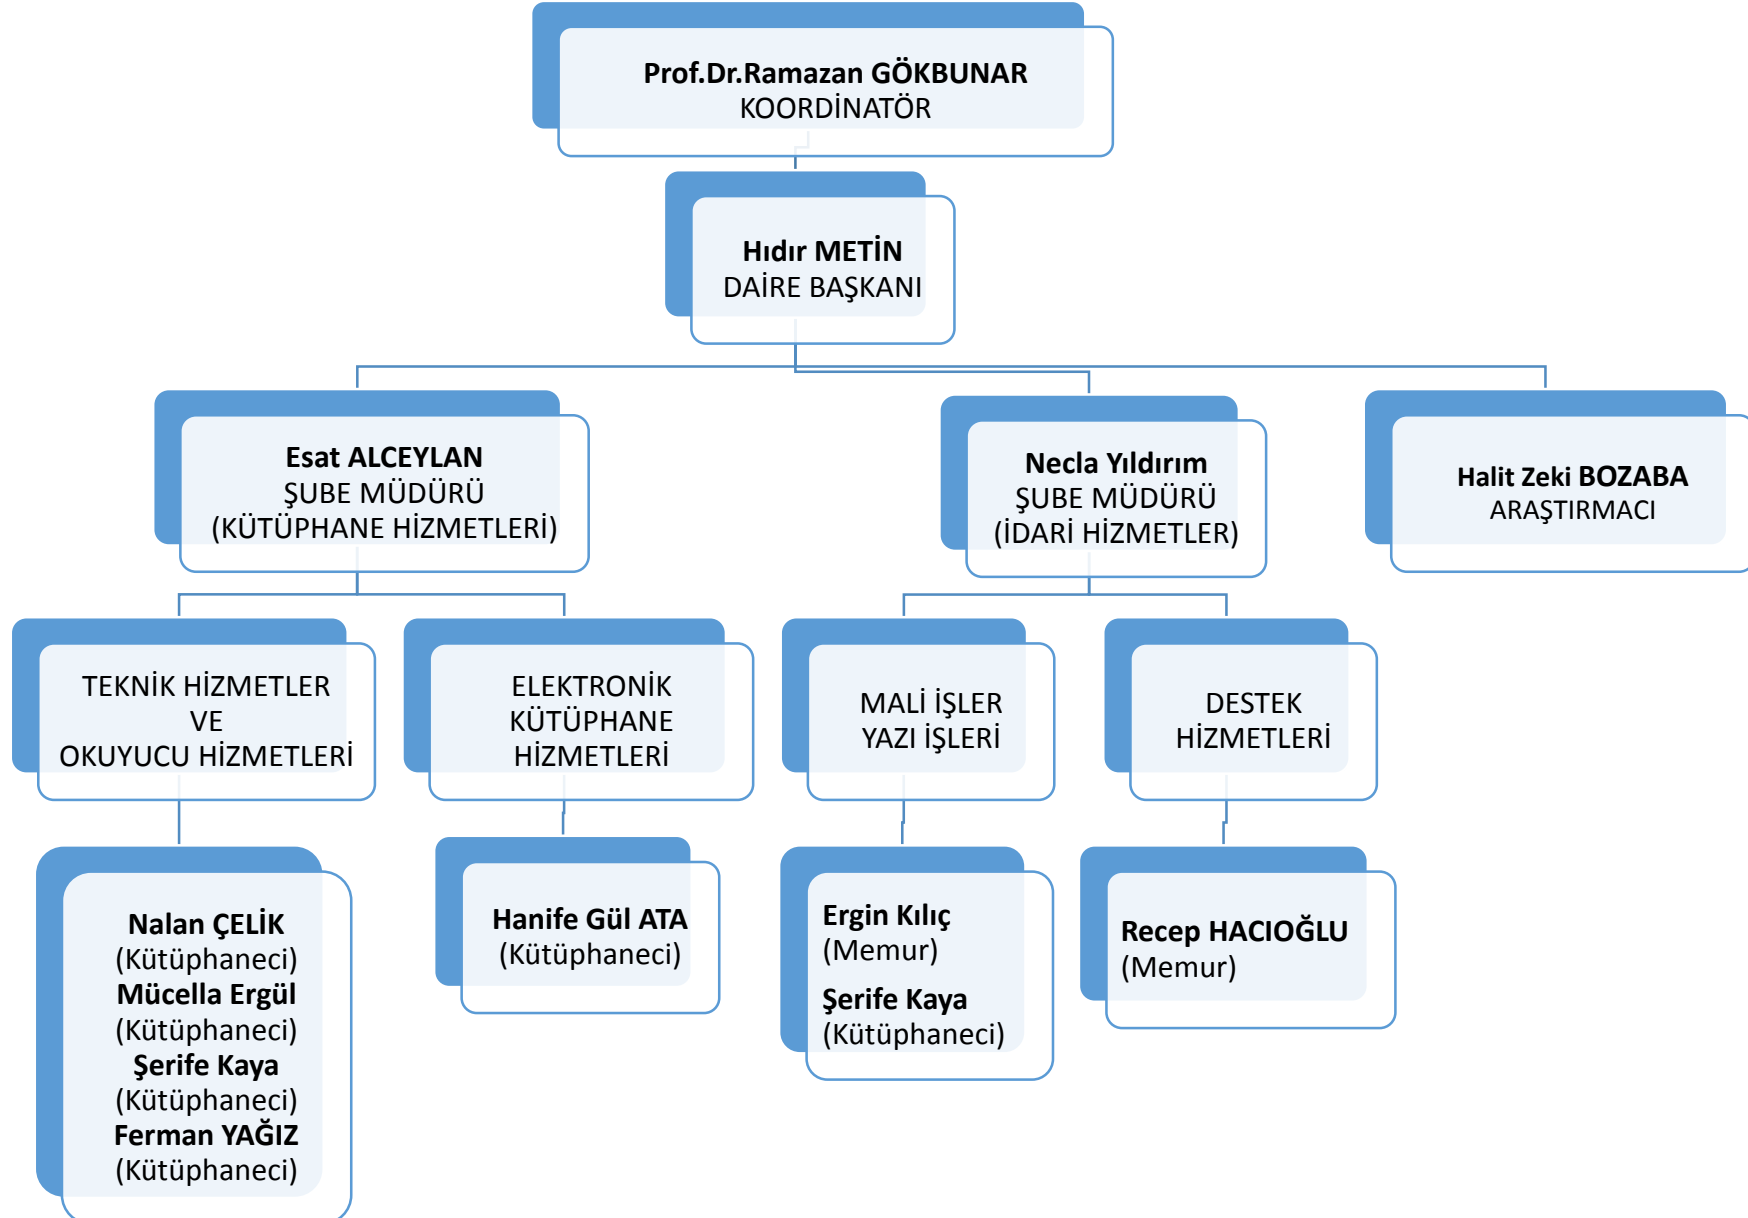 Prof.Dr.Ramazan GÖKBUNAR
KOORDİNATÖR
Hıdır METİN
DAİRE BAŞKANI
Esat ALCEYLAN
ŞUBE MÜDÜRÜ
(KÜTÜPHANE HİZMETLERİ)
Necla Yıldırım
ŞUBE MÜDÜRÜ
(İDARİ HİZMETLER)
Halit Zeki BOZABA
ARAŞTIRMACI
TEKNİK HİZMETLER
VE
OKUYUCU HİZMETLERİ
ELEKTRONİK
KÜTÜPHANE
HİZMETLERİ
MALİ İŞLER
YAZI İŞLERİ
DESTEK
HİZMETLERİ
Nalan ÇELİK
(Kütüphaneci)
Mücella Ergül
(Kütüphaneci)
Şerife Kaya
(Kütüphaneci)
Ferman YAĞIZ
(Kütüphaneci)
Hanife Gül ATA
(Kütüphaneci)
Ergin Kılıç
(Memur)
Şerife Kaya
(Kütüphaneci)
Recep HACIOĞLU
(Memur)